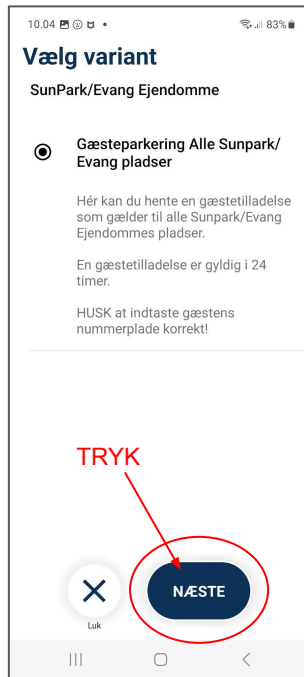 10.04 83%
Vælg variant
SunPark/Evang Ejendomme
Gæsteparkering Alle Sunpark/
Evang pladser
Hér kan du hente en gæstetilladelse
som gælder til alle Sunpark/Evang
Ejendommes pladser.
En gæstetilladelse er gyldig i 24
timer.
HUSK at indtaste gæstens
nummerplade korrekt!
TRYK
NÆSTE
Luk